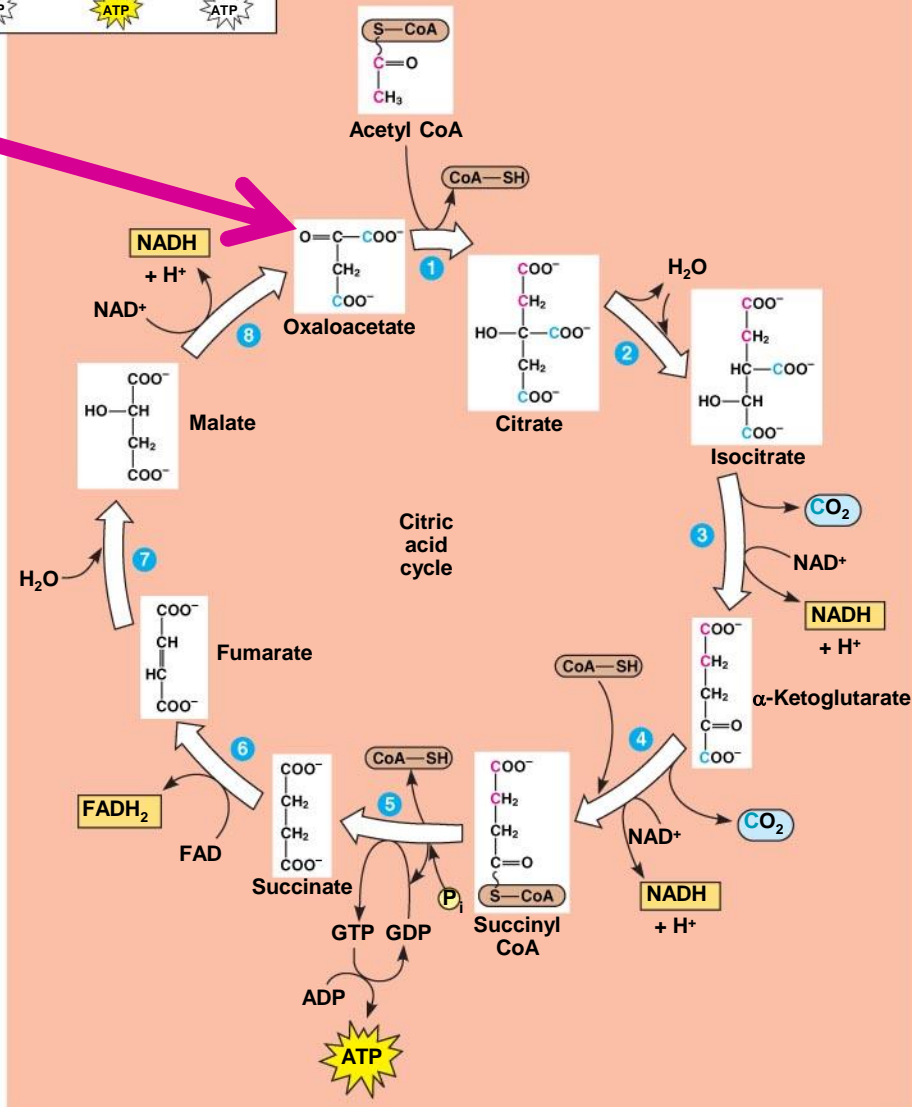 ATP
ATP
S—CoA
C=O
CH₃
Acetyl CoA
CoA—SH
NADH
+ H⁺
NAD⁺
O=C—COO⁻
CH₂
COO⁻
Oxaloacetate
1
8
H₂O
COO⁻
CH₂
HO—C—COO⁻
CH₂
COO⁻
Citrate
2
COO⁻
CH₂
HC—COO⁻
HO—CH
COO⁻
Isocitrate
COO⁻
HO—CH
CH₂
COO⁻
Malate
Citric
acid
cycle
3
CO₂
NAD⁺
NADH
+ H⁺
H₂O
7
COO⁻
CH
HC
COO⁻
Fumarate
CoA—SH
COO⁻
CH₂
CH₂
C=O
COO⁻
α-Ketoglutarate
4
6
FADH₂
FAD
CoA—SH
5
COO⁻
CH₂
CH₂
COO⁻
Succinate
COO⁻
CH₂
CH₂
C=O
S—CoA
Succinyl
CoA
NAD⁺
CO₂
NADH
+ H⁺
Pᵢ
GTP GDP
ADP
ATP